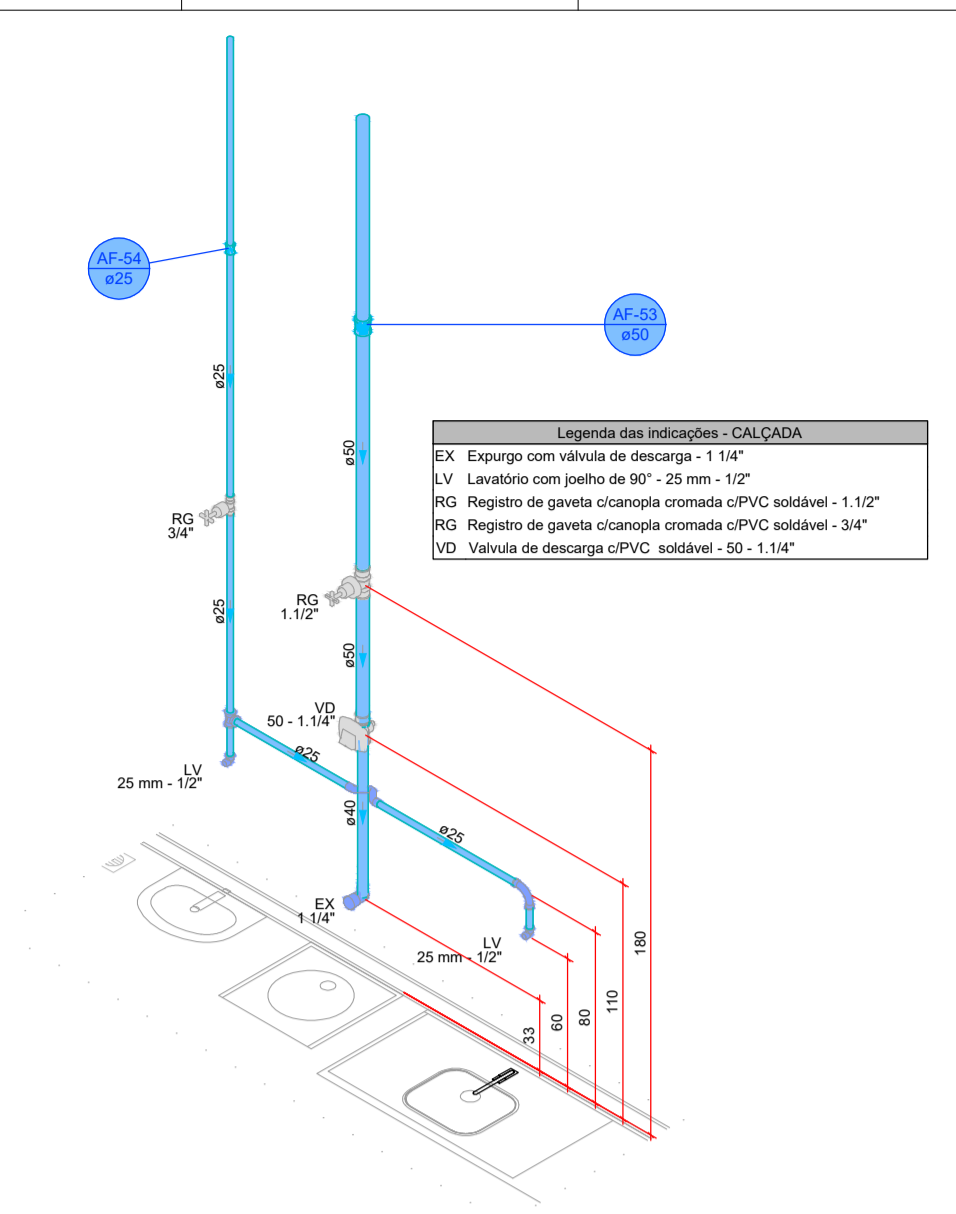 AF-54
ø25
AF-53
ø50
ø25
ø50
Legenda das indicações - CALÇADA
EX Expurgo com válvula de descarga - 1 1/4"
LV Lavatório com joelho de 90° - 25 mm - 1/2"
RG Registro de gaveta c/canopla cromada c/PVC soldável - 1.1/2"
RG Registro de gaveta c/canopla cromada c/PVC soldável - 3/4"
VD Valvula de descarga c/PVC soldável - 50 - 1.1/4"
RG
3/4"
RG
1.1/2"
ø25
ø50
VD
50 - 1.1/4"
ø25
LV
25 mm - 1/2"
ø40
ø25
EX
1 1/4"
LV
25 mm - 1/2"
33
60
80
110
180